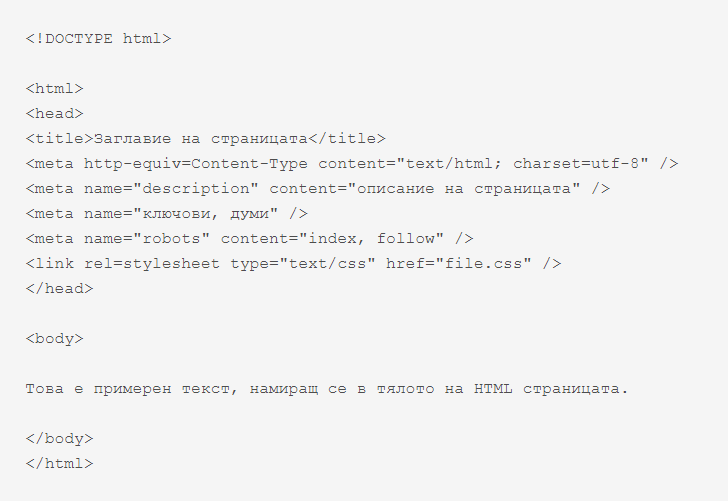 <!DOCTYPE html>
<html>
<head>
<title>Заглавие на страницата</title>
<meta http-equiv=Content-Type content="text/html; charset=utf-8" />
<meta name="description" content="описание на страницата" />
<meta name="ключови, думи" />
<meta name="robots" content="index, follow" />
<link rel=stylesheet type="text/css" href="file.css" />
</head>
<body>
Това е примерен текст, намиращ се в тялото на HTML страницата.
</body>
</html>